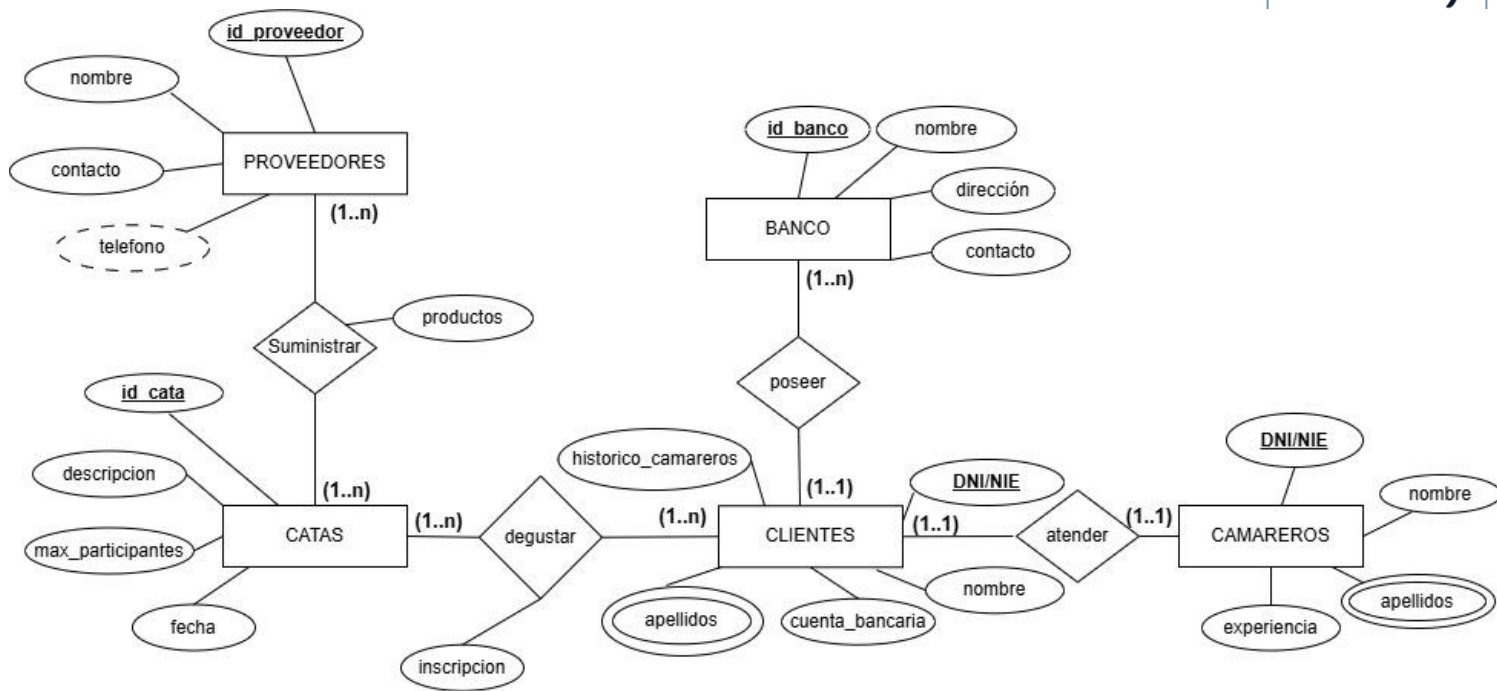 id_proveedor
nombre
PROVEEDORES
contacto
(1..n)
telefono
Suministrar
productos
id_banco
nombre
dirección
BANCO
contacto
(1..n)
poseer
id_cata
descripcion
(1..n)
CATAS
(1..n)
max_participantes
fecha
degustar
inscripcion
historico_camareros
(1..1)
DNI/NIE
(1..n)
CLIENTES
(1..1)
apellidos
cuenta_bancaria
nombre
atender
DNI/NIE
nombre
(1..1)
CAMAREROS
apellidos
experiencia